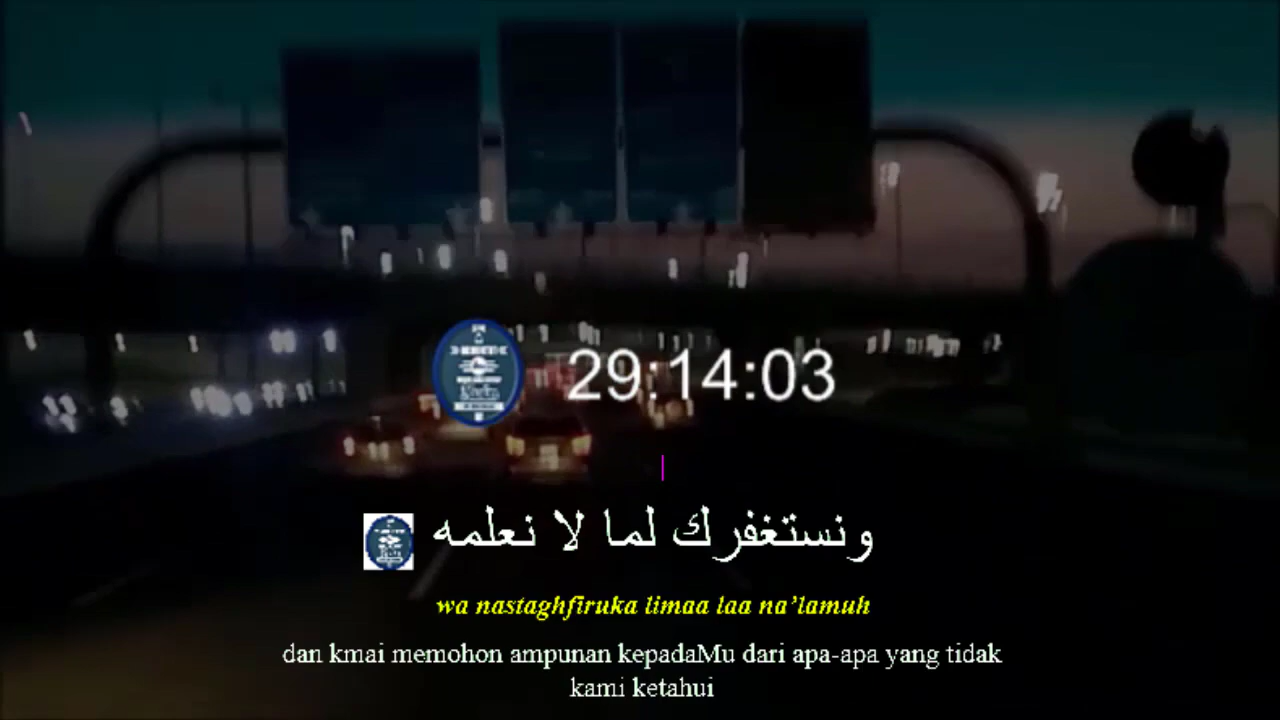 29:14:03
ونستغفرك لما لا نعلمه
wa nastaghfiruka limaa laa na’lamuh
dan kmai memohon ampunan kepadaMu dari apa-apa yang tidak
kami ketahui